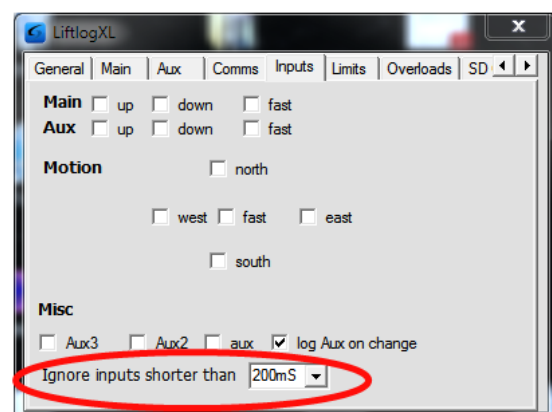 LiftlogXL
General Main Aux Comms Inputs Limits Overloads SD
Main up down fast
Aux up down fast
Motion north
west fast east
south
Misc
Aux3 Aux2 aux log Aux on change
Ignore inputs shorter than 200mS